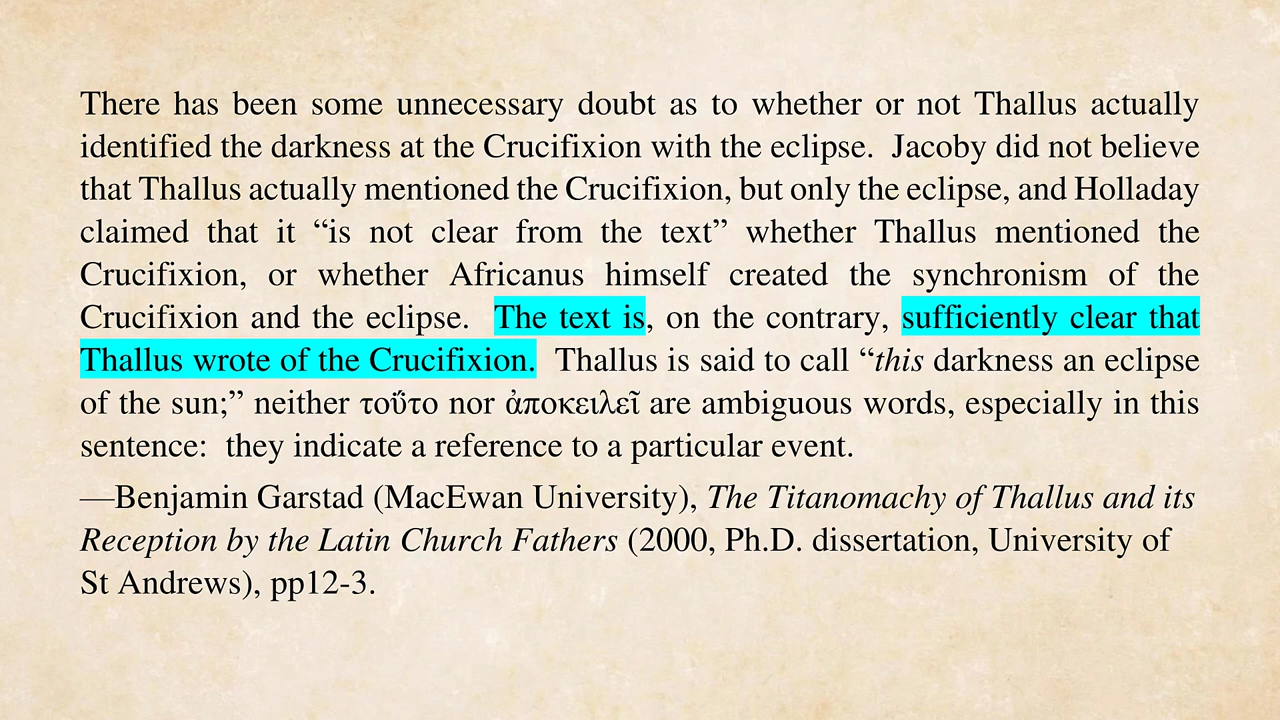 There has been some unnecessary doubt as to whether or not Thallus actually
identified the darkness at the Crucifixion with the eclipse.  Jacoby did not believe
that Thallus actually mentioned the Crucifixion, but only the eclipse, and Holladay
claimed that it “is not clear from the text” whether Thallus mentioned the
Crucifixion, or whether Africanus himself created the synchronism of the
Crucifixion and the eclipse.  The text is, on the contrary, sufficiently clear that
Thallus wrote of the Crucifixion.  Thallus is said to call “this darkness an eclipse
of the sun;” neither τοΰτο nor ἀποκειλεῖ are ambiguous words, especially in this
sentence:  they indicate a reference to a particular event.
—Benjamin Garstad (MacEwan University), The Titanomachy of Thallus and its
Reception by the Latin Church Fathers (2000, Ph.D. dissertation, University of
St Andrews), pp12-3.